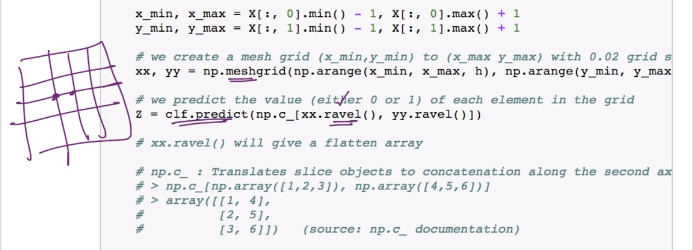 x_min, x_max = X[:, 0].min() - 1, X[:, 0].max() + 1
y_min, y_max = X[:, 1].min() - 1, X[:, 1].max() + 1
# we create a mesh grid (x_min,y_min) to (x_max y_max) with 0.02 grid s
xx, yy = np.meshgrid(np.arange(x_min, x_max, h), np.arange(y_min, y_max
# we predict the value (either 0 or 1) of each element in the grid
Z = clf.predict(np.c_[xx.ravel(), yy.ravel()])
# xx.ravel() will give a flatten array
# np.c_ : Translates slice objects to concatenation along the second ax
# > np.c_[np.array([1,2,3]), np.array([4,5,6])]
# > array([[1, 4],
# [2, 5],
# [3, 6]]) (source: np.c_ documentation)